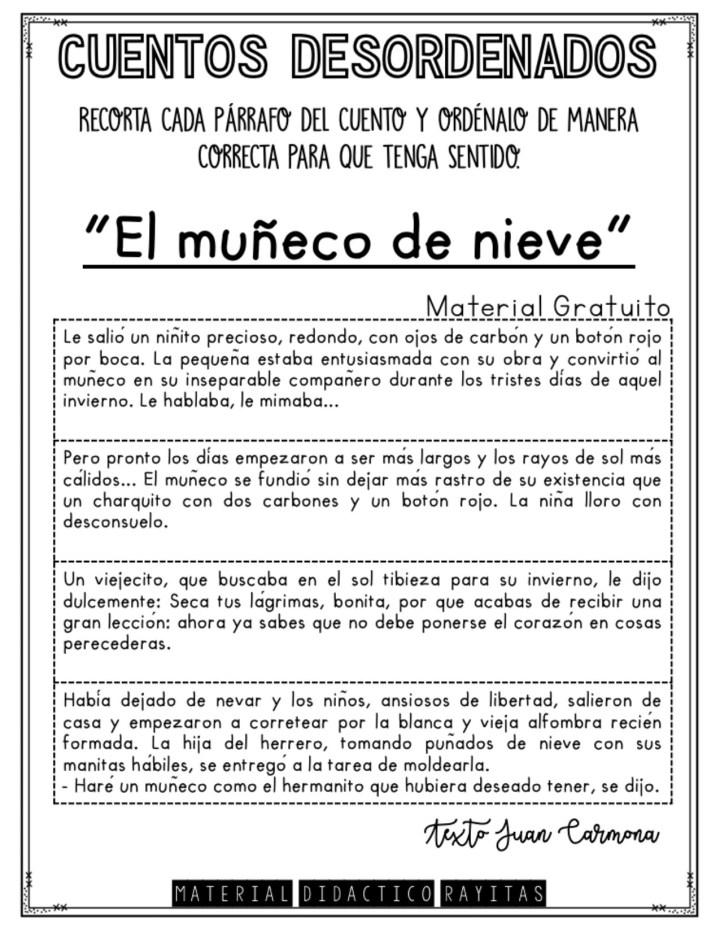 CUENTOS DESORDENADOS
RECORTA CADA PÁRRAFO DEL CUENTO Y ORDÉNALO DE MANERA
CORRECTA PARA QUE TENGA SENTIDO.
"El muñeco de nieve"
Material Gratuito
Le salió un niñito precioso, redondo, con ojos de carbón y un botón rojo
por boca. La pequeña estaba entusiasmada con su obra y convirtió al
muñeco en su inseparable compañero durante los tristes días de aquel
invierno. Le hablaba, le mimaba...
Pero pronto los días empezaron a ser más largos y los rayos de sol más
cálidos... El muñeco se fundió sin dejar más rastro de su existencia que
un charquito con dos carbones y un botón rojo. La niña lloro con
desconsuelo.
Un viejecito, que buscaba en el sol tibieza para su invierno, le dijo
dulcemente: Seca tus lágrimas, bonita, por que acabas de recibir una
gran lección: ahora ya sabes que no debe ponerse el corazón en cosas
perecederas.
Había dejado de nevar y los niños, ansiosos de libertad, salieron de
casa y empezaron a corretear por la blanca y vieja alfombra recién
formada. La hija del herrero, tomando puñados de nieve con sus
manitas hábiles, se entregó a la tarea de moldearla.
- Haré un muñeco como el hermanito que hubiera deseado tener, se dijo.
texto Juan Carmona
MATERIAL DIDACTICO RAYITAS